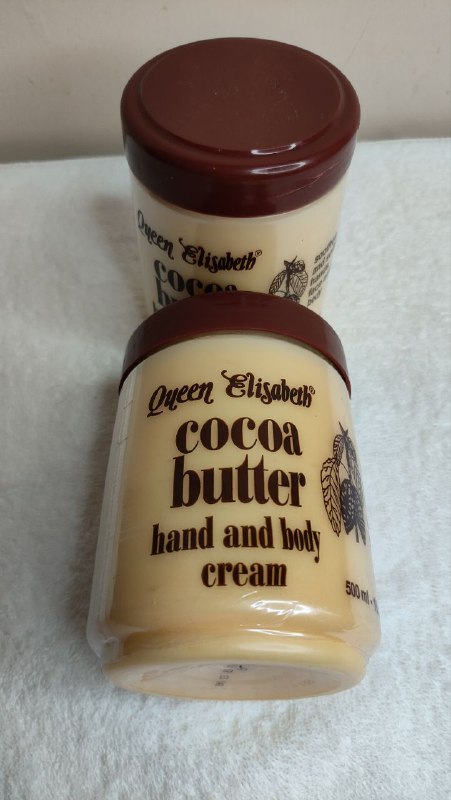 Queen Elisabeth®
cocoa
Queen Elisabeth®
cocoa
butter
hand and body
cream
500 ml